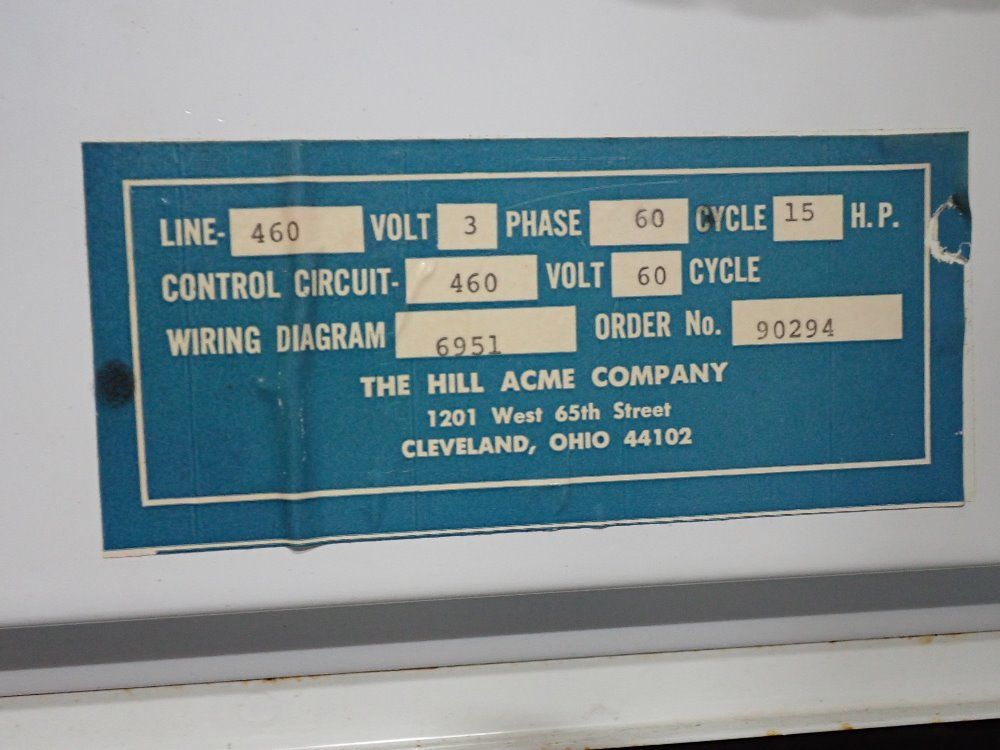 LINE- 460 VOLT 3 PHASE 60 CYCLE 15 H.P.
CONTROL CIRCUIT- 460 VOLT 60 CYCLE
WIRING DIAGRAM 6951 ORDER No. 90294
THE HILL ACME COMPANY
1201 West 65th Street
CLEVELAND, OHIO 44102